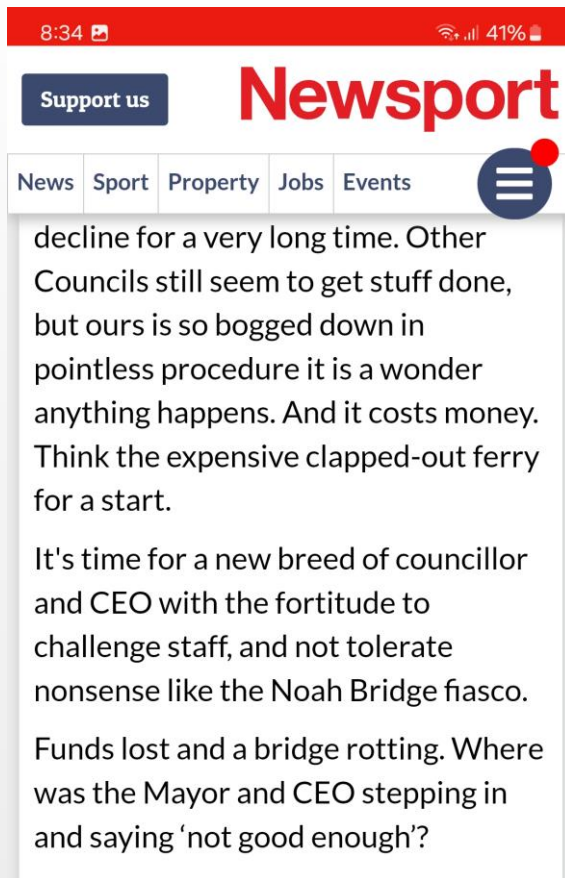 8:34
41%
Support us
Newsport
News
Sport
Property
Jobs
Events
decline for a very long time. Other
Councils still seem to get stuff done,
but ours is so bogged down in
pointless procedure it is a wonder
anything happens. And it costs money.
Think the expensive clapped-out ferry
for a start.
It's time for a new breed of councillor
and CEO with the fortitude to
challenge staff, and not tolerate
nonsense like the Noah Bridge fiasco.
Funds lost and a bridge rotting. Where
was the Mayor and CEO stepping in
and saying ‘not good enough’?